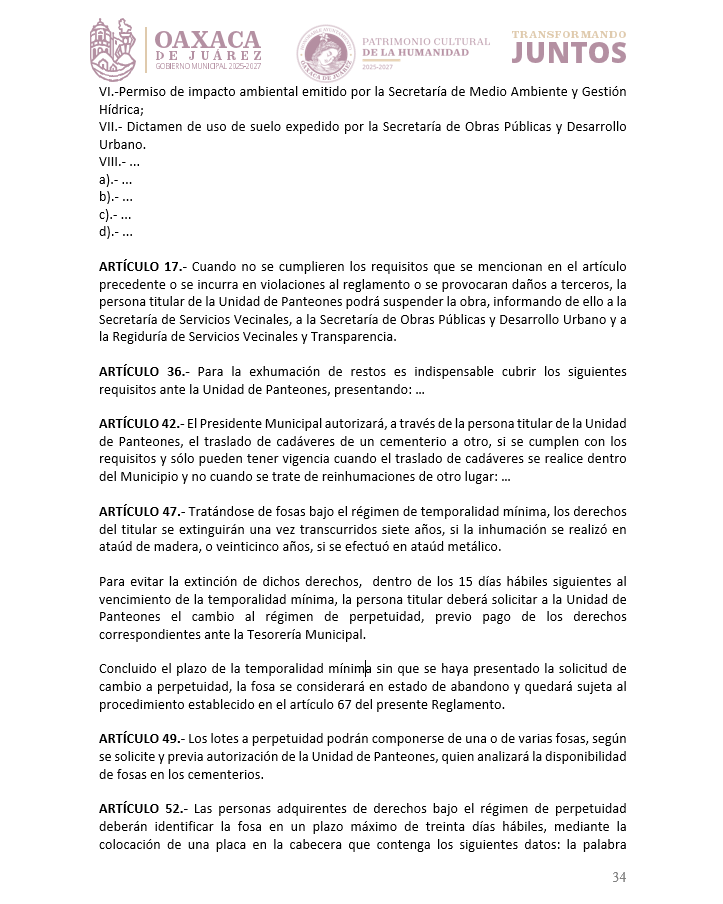 OAXACA
DE JUÁREZ
GOBIERNO MUNICIPAL 2025-2027
PATRIMONIO CULTURAL
DE LA HUMANIDAD
2025-2027
TRANSFORMANDO
JUNTOS
VI.-Permiso de impacto ambiental emitido por la Secretaría de Medio Ambiente y Gestión
Hídrica;
VII.- Dictamen de uso de suelo expedido por la Secretaría de Obras Públicas y Desarrollo
Urbano.
VIII.- ...
a).- ...
b).- ...
c).- ...
d).- ...
ARTÍCULO 17.- Cuando no se cumplieren los requisitos que se mencionan en el artículo
precedente o se incurra en violaciones al reglamento o se provocaran daños a terceros, la
persona titular de la Unidad de Panteones podrá suspender la obra, informando de ello a la
Secretaría de Servicios Vecinales, a la Secretaría de Obras Públicas y Desarrollo Urbano y a
la Regiduría de Servicios Vecinales y Transparencia.
ARTÍCULO 36.- Para la exhumación de restos es indispensable cubrir los siguientes
requisitos ante la Unidad de Panteones, presentando: ...
ARTÍCULO 42.- El Presidente Municipal autorizará, a través de la persona titular de la Unidad
de Panteones, el traslado de cadáveres de un cementerio a otro, si se cumplen con los
requisitos y sólo pueden tener vigencia cuando el traslado de cadáveres se realice dentro
del Municipio y no cuando se trate de reinhumaciones de otro lugar: ...
ARTÍCULO 47.- Tratándose de fosas bajo el régimen de temporalidad mínima, los derechos
del titular se extinguirán una vez transcurridos siete años, si la inhumación se realizó en
ataúd de madera, o veinticinco años, si se efectuó en ataúd metálico.
Para evitar la extinción de dichos derechos, dentro de los 15 días hábiles siguientes al
vencimiento de la temporalidad mínima, la persona titular deberá solicitar a la Unidad de
Panteones el cambio al régimen de perpetuidad, previo pago de los derechos
correspondientes ante la Tesorería Municipal.
Concluido el plazo de la temporalidad mínima sin que se haya presentado la solicitud de
cambio a perpetuidad, la fosa se considerará en estado de abandono y quedará sujeta al
procedimiento establecido en el artículo 67 del presente Reglamento.
ARTÍCULO 49.- Los lotes a perpetuidad podrán componerse de una o de varias fosas, según
se solicite y previa autorización de la Unidad de Panteones, quien analizará la disponibilidad
de fosas en los cementerios.
ARTÍCULO 52.- Las personas adquirentes de derechos bajo el régimen de perpetuidad
deberán identificar la fosa en un plazo máximo de treinta días hábiles, mediante la
colocación de una placa en la cabecera que contenga los siguientes datos: la palabra
34